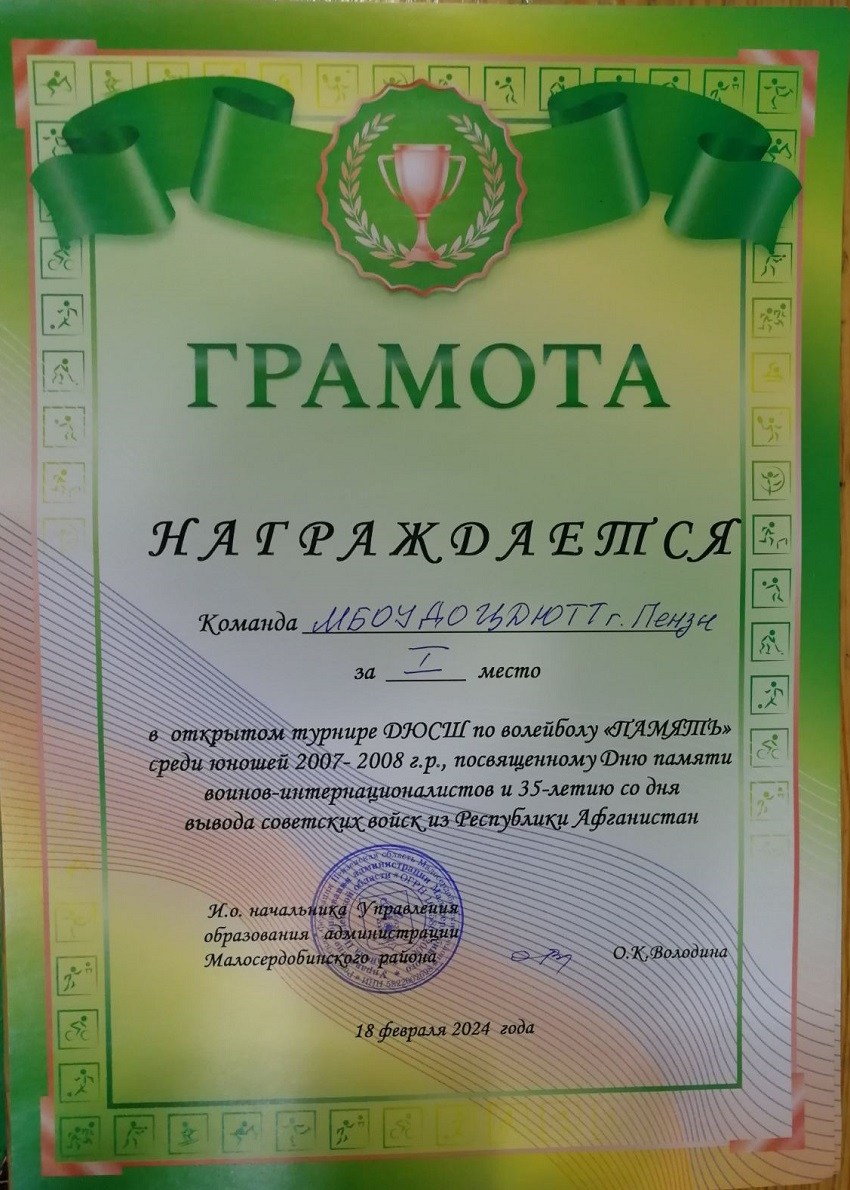 ГРАМОТА
НАГРАЖДАЕТСЯ
Команда МБОУДОЦДЮТТ г. Пензы
за I место
в открытом турнире ДЮСШ по волейболу «ПАМЯТЬ»
среди юношей 2007- 2008 г.р., посвященному Дню памяти
воинов-интернационалистов и 35-летию со дня
вывода советских войск из Республики Афганистан
И.о. начальника Управления
образования администрации
Малосердобинского района
О.К,Володина
18 февраля 2024 года